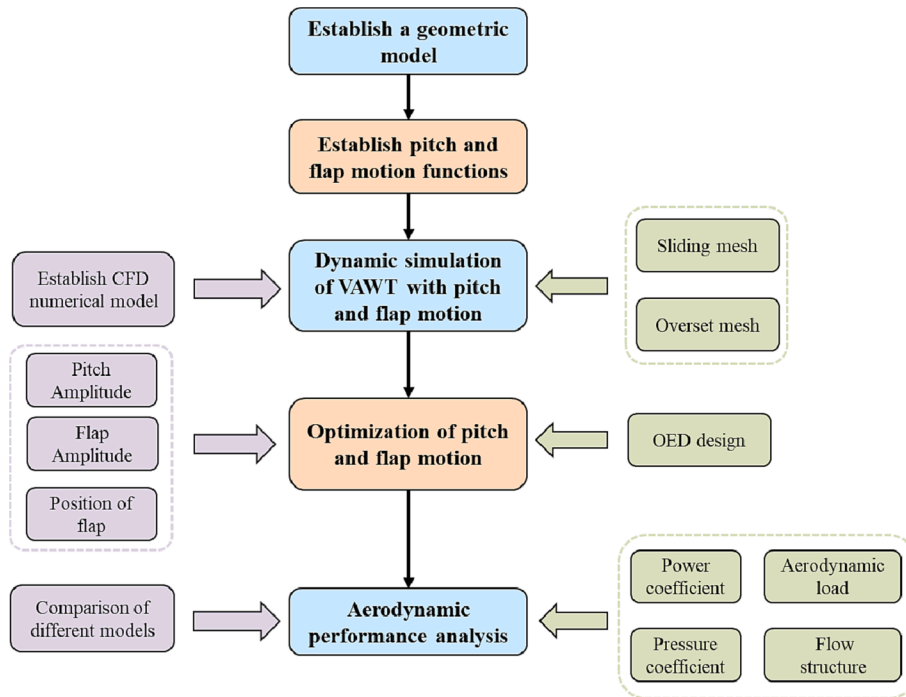 Establish a geometric
model
Establish pitch and
flap motion functions
Establish CFD
numerical model
Dynamic simulation
of VAWT with pitch
and flap motion
Sliding mesh
Overset mesh
Pitch
Amplitude
Flap
Amplitude
Position of
flap
Optimization of pitch
and flap motion
OED design
Comparison of
different models
Aerodynamic
performance analysis
Power
coefficient
Aerodynamic
load
Pressure
coefficient
Flow
structure